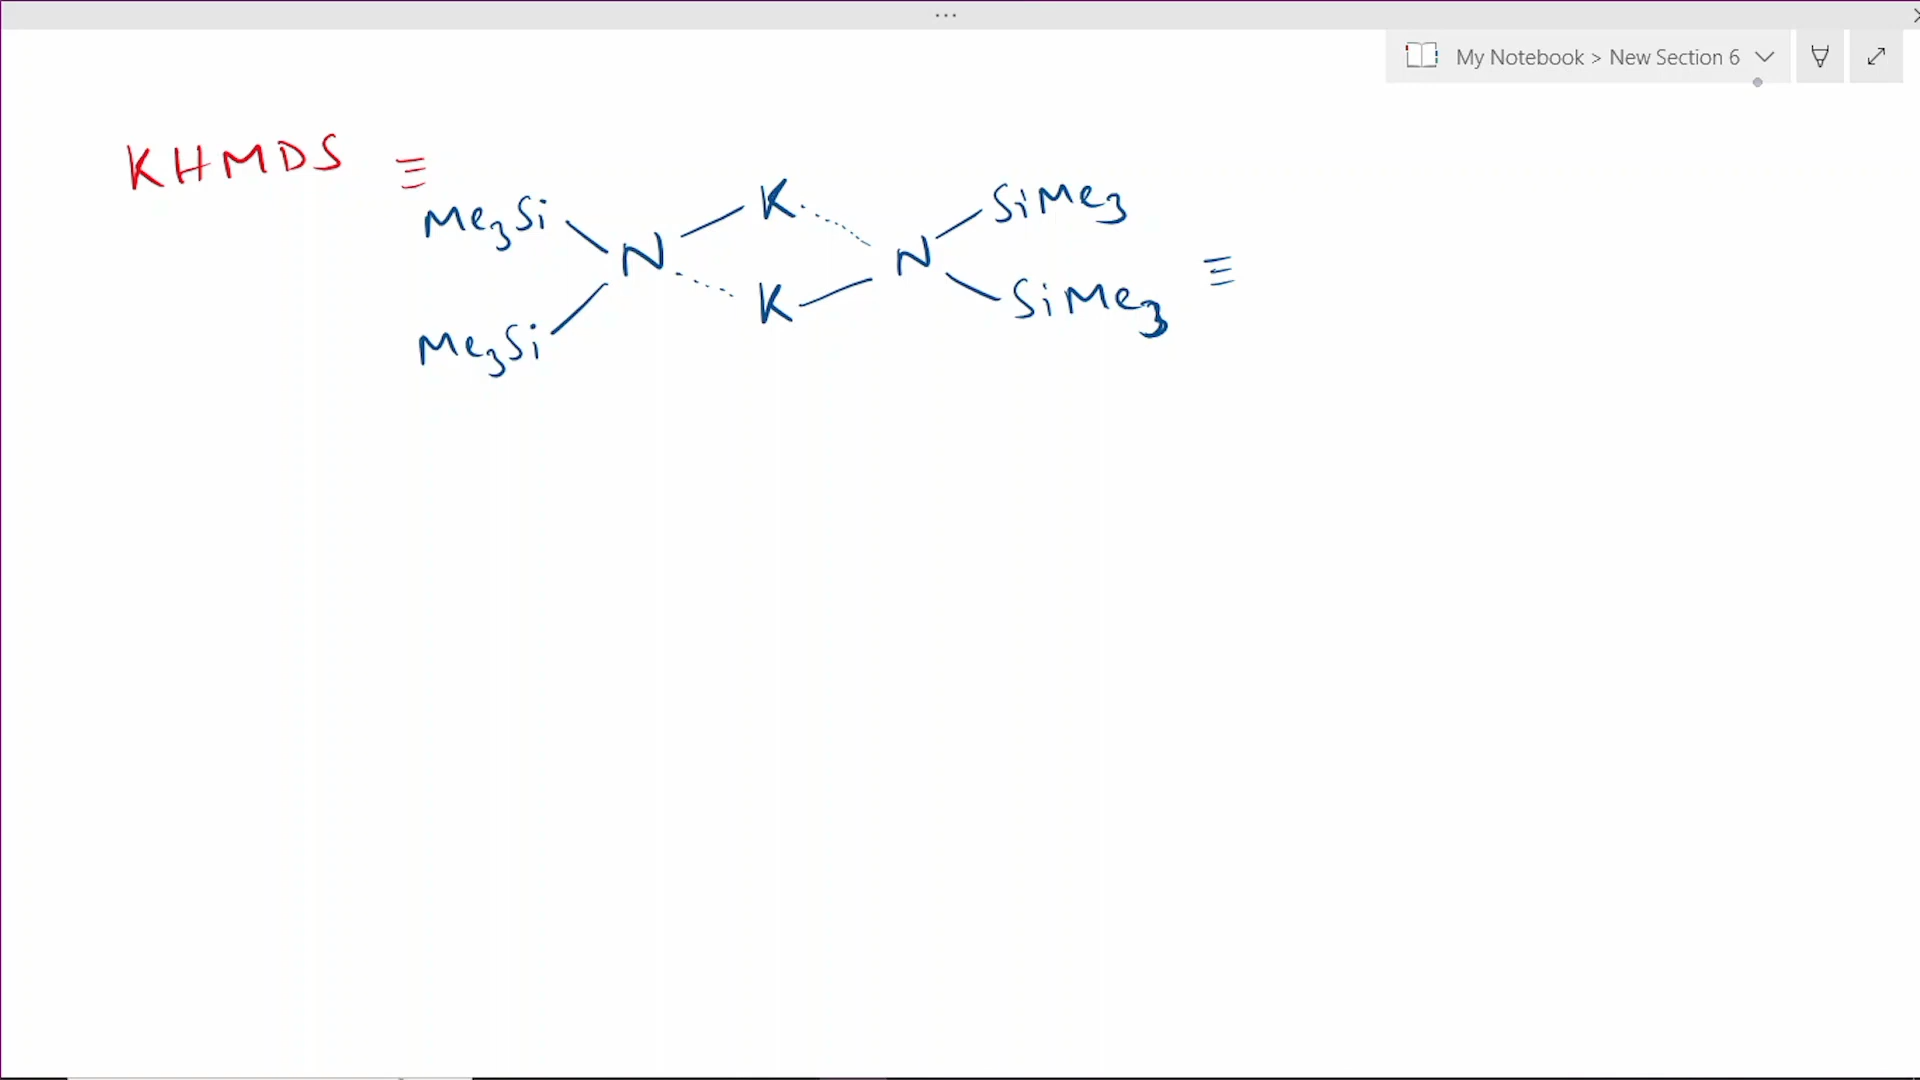 ...
My Notebook > New Section 6
KHMDS ≡
Me₃Si K SiMe₃
N N ≡
K SiMe₃
Me₃Si